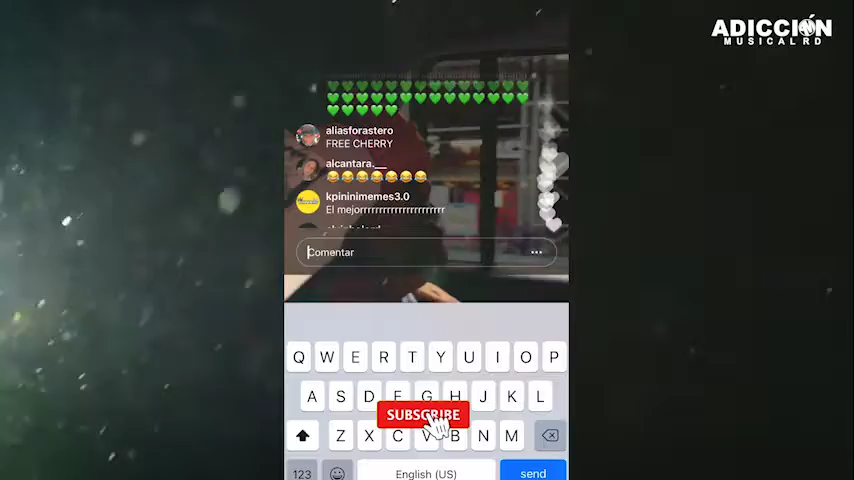 ADICCIÓN
MUSICAL RD
💚💚💚💚💚💚💚💚💚💚💚💚💚💚
💚💚💚💚💚💚💚💚💚💚💚💚💚💚
💚💚💚💚💚
aliasforastero
FREE CHERRY
alcantara.__
😂😂😂😂😂😂😂
kpininimemes3.0
El mejorrrrrrrrrrrrrrrrrrrrrr
Comentar
Q W E R T Y U I O P
A S D F G H J K L
SUBSCRIBE
Z X C V B N M
123
English (US)
send